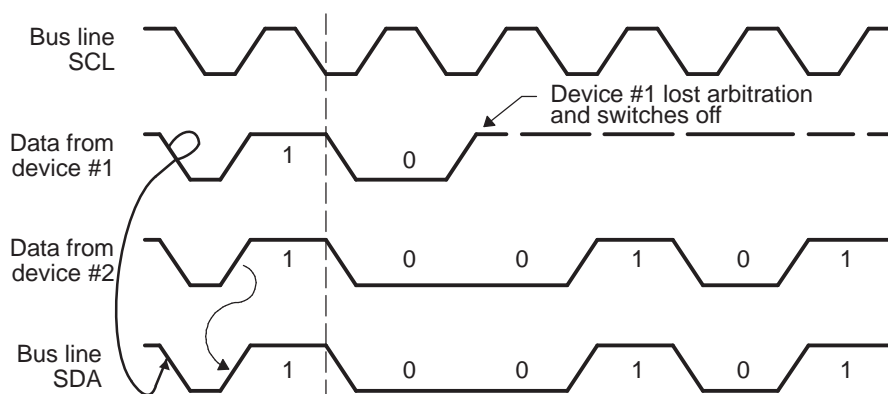 Bus line
SCL
Device #1 lost arbitration
and switches off
Data from
device #1
1 0
Data from
device #2
1 0 0 1 0 1
Bus line
SDA
1 0 0 1 0 1